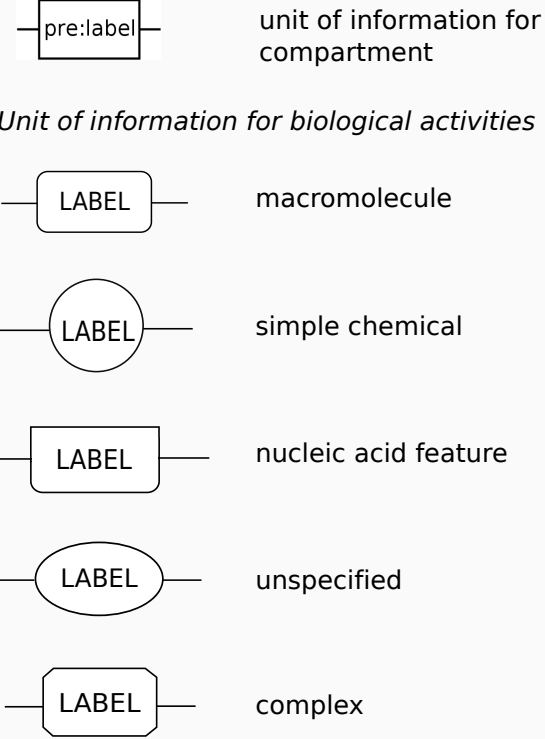 pre:label
unit of information for
compartment
Unit of information for biological activities
LABEL
macromolecule
LABEL
simple chemical
LABEL
nucleic acid feature
LABEL
unspecified
LABEL
complex